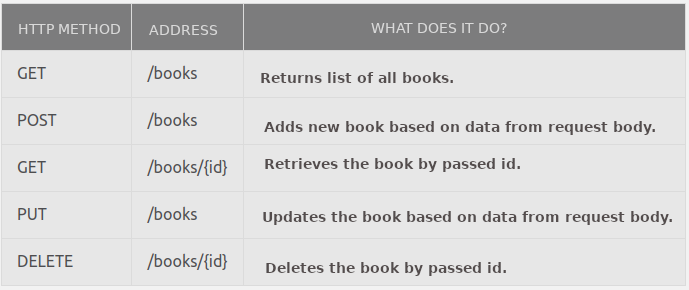 HTTP METHOD ADDRESS WHAT DOES IT DO?
GET /books Returns list of all books.
POST /books Adds new book based on data from request body.
GET /books/{id} Retrieves the book by passed id.
PUT /books Updates the book based on data from request body.
DELETE /books/{id} Deletes the book by passed id.